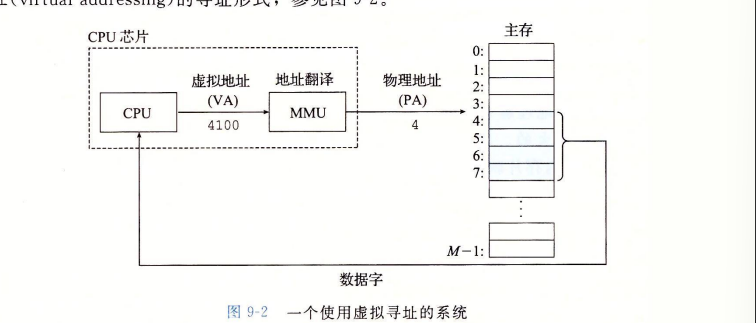 (virtual addressing)的寻址形式，参见图 9-2。
CPU 芯片
主存
虚拟地址
(VA)
4100
地址翻译
物理地址
(PA)
4
CPU
MMU
0:
1:
2:
3:
4:
5:
6:
7:
⋮
M-1:
数据字
图 9-2 一个使用虚拟寻址的系统